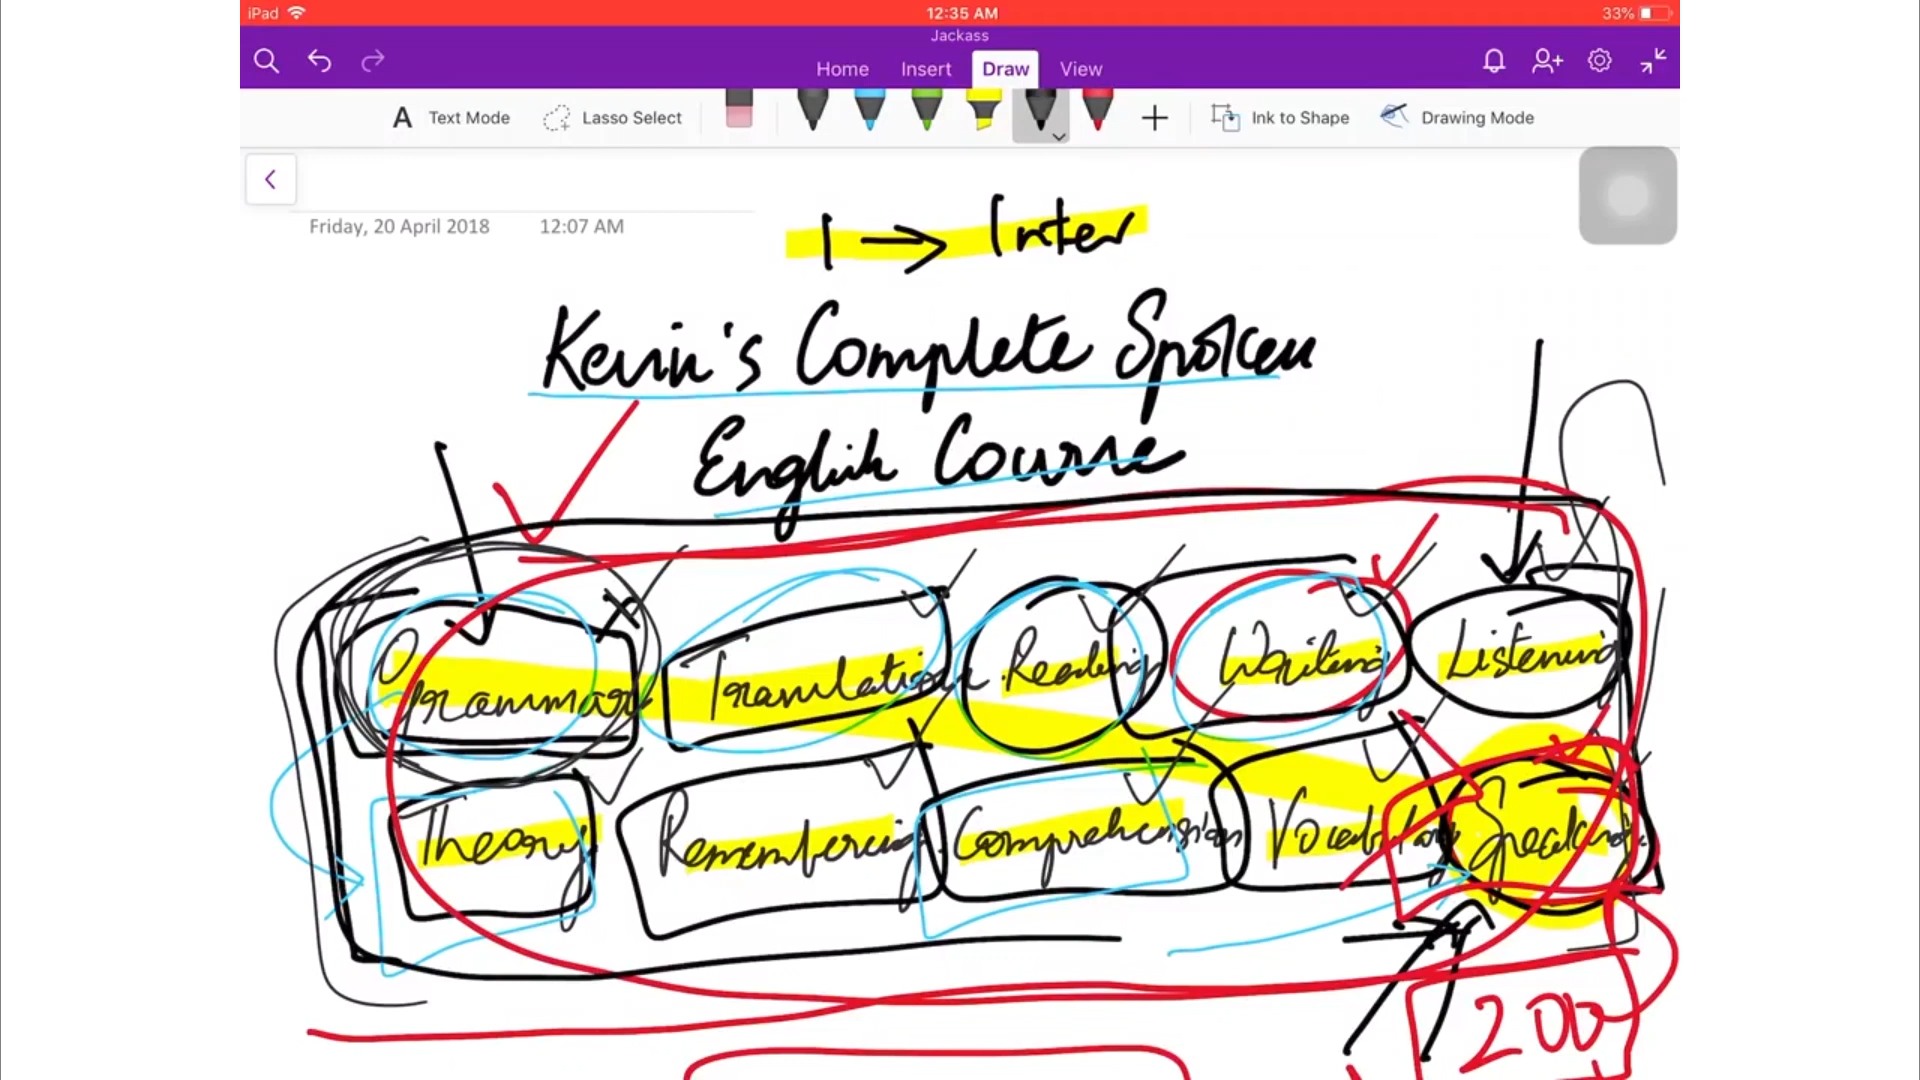 iPad 12:35 AM 33%
Jackass
Home Insert Draw View
A Text Mode Lasso Select Ink to Shape Drawing Mode
Friday, 20 April 2018 12:07 AM
1 → Inter
Kevin's Complete Spoken
English Course
Grammar Translation Reading Writing Listening
Theory Remembering Comprehension Vocabulary Speaking
200